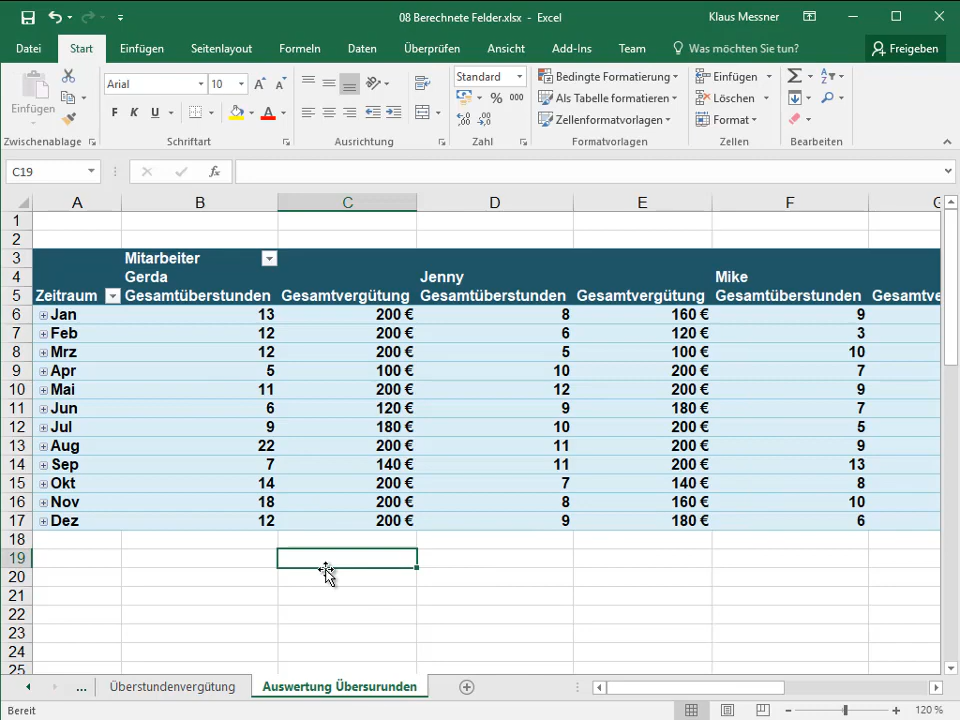 08 Berechnete Felder.xlsx - Excel
Klaus Messner
Datei Start Einfügen Seitenlayout Formeln Daten Überprüfen Ansicht Add-Ins Team Was möchten Sie tun? Freigeben
Einfügen
Zwischenablage
Arial 10
F K U
Schriftart
Ausrichtung
Standard
% 000
Zahl
Bedingte Formatierung
Als Tabelle formatieren
Zellenformatvorlagen
Formatvorlagen
Einfügen
Löschen
Format
Zellen
Bearbeiten
C19 fx
A B C D E F G
1
2
3 Mitarbeiter
4 Gerda Jenny Mike
5 Zeitraum Gesamtüberstunden Gesamtvergütung Gesamtüberstunden Gesamtvergütung Gesamtüberstunden Gesamtve
6 Jan 13 200 € 8 160 € 9
7 Feb 12 200 € 6 120 € 3
8 Mrz 12 200 € 5 100 € 10
9 Apr 5 100 € 10 200 € 7
10 Mai 11 200 € 12 200 € 9
11 Jun 6 120 € 9 180 € 7
12 Jul 9 180 € 10 200 € 5
13 Aug 22 200 € 11 200 € 9
14 Sep 7 140 € 11 200 € 13
15 Okt 14 200 € 7 140 € 8
16 Nov 18 200 € 8 160 € 10
17 Dez 12 200 € 9 180 € 6
18
19
20
21
22
23
24
25
... Überstundenvergütung Auswertung Übersurunden
Bereit 120 %